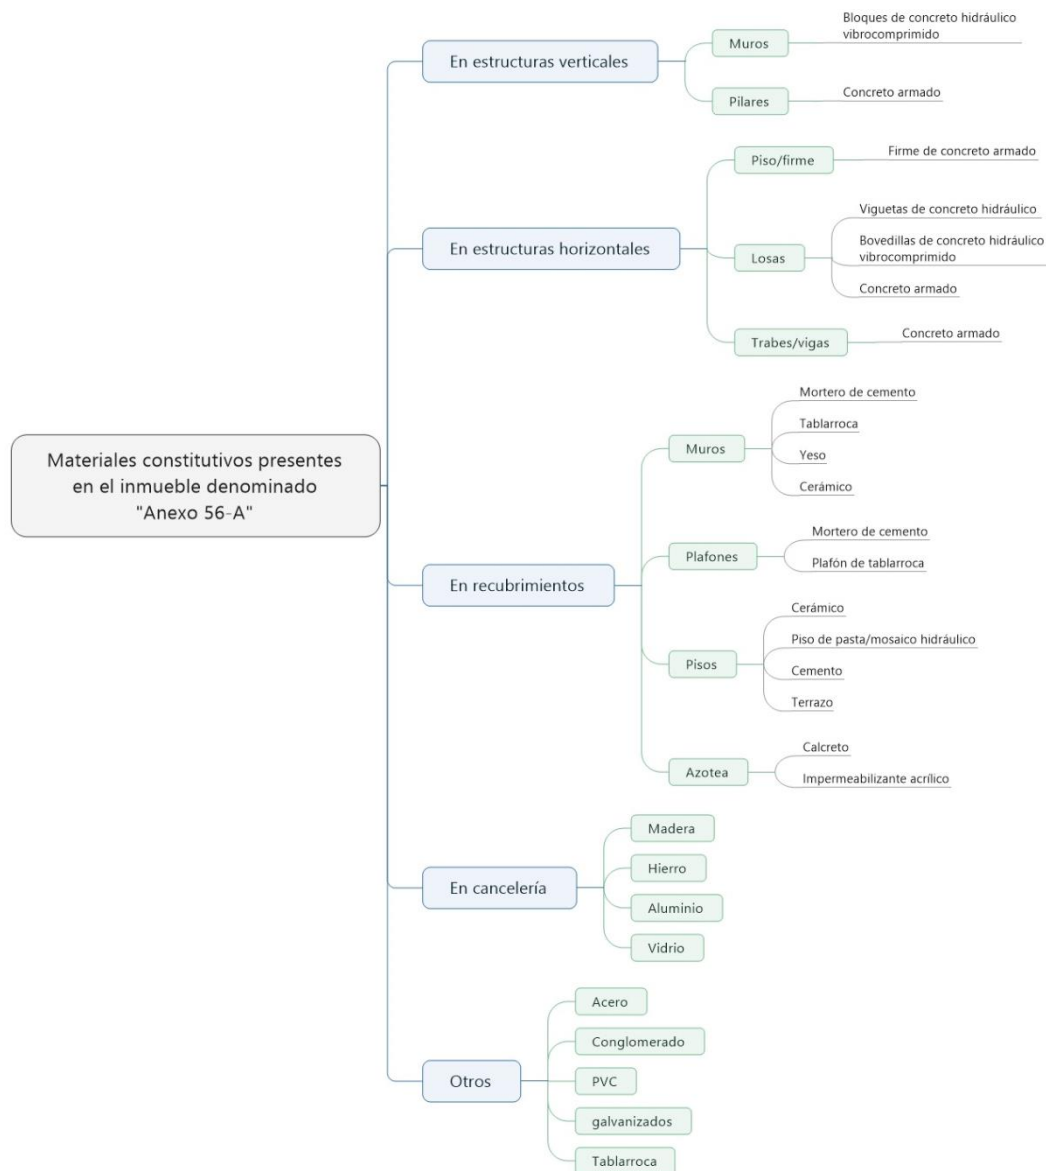 Materiales constitutivos presentes
en el inmueble denominado
"Anexo 56-A"
En estructuras verticales
Muros
Bloques de concreto hidráulico
vibrocomprimido
Pilares
Concreto armado
En estructuras horizontales
Piso/firme
Firme de concreto armado
Losas
Viguetas de concreto hidráulico
Bovedillas de concreto hidráulico
vibrocomprimido
Concreto armado
Trabes/vigas
Concreto armado
En recubrimientos
Muros
Mortero de cemento
Tablarroca
Yeso
Cerámico
Plafones
Mortero de cemento
Plafón de tablarroca
Pisos
Cerámico
Piso de pasta/mosaico hidráulico
Cemento
Terrazo
Azotea
Calcreto
Impermeabilizante acrílico
En cancelería
Madera
Hierro
Aluminio
Vidrio
Otros
Acero
Conglomerado
PVC
galvanizados
Tablarroca